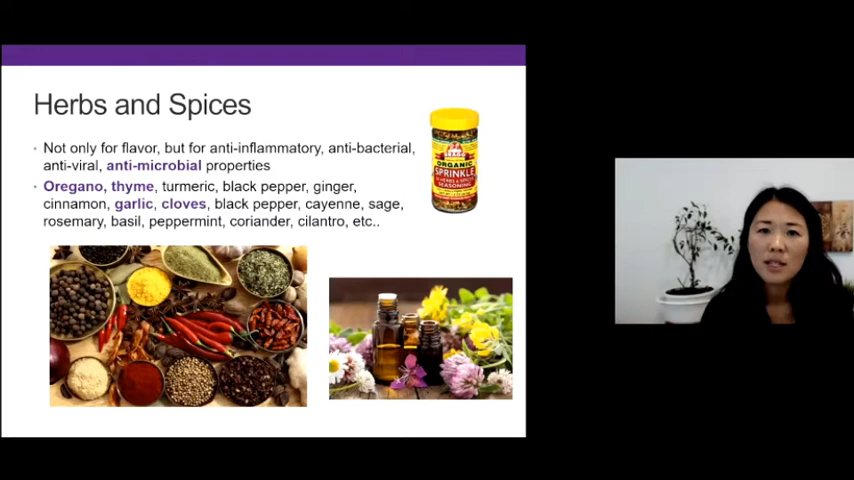 Herbs and Spices
Not only for flavor, but for anti-inflammatory, anti-bacterial,
anti-viral, anti-microbial properties
Oregano, thyme, turmeric, black pepper, ginger,
cinnamon, garlic, cloves, black pepper, cayenne, sage,
rosemary, basil, peppermint, coriander, cilantro, etc..
ORGANIC
SPRINKLE
SEASONING